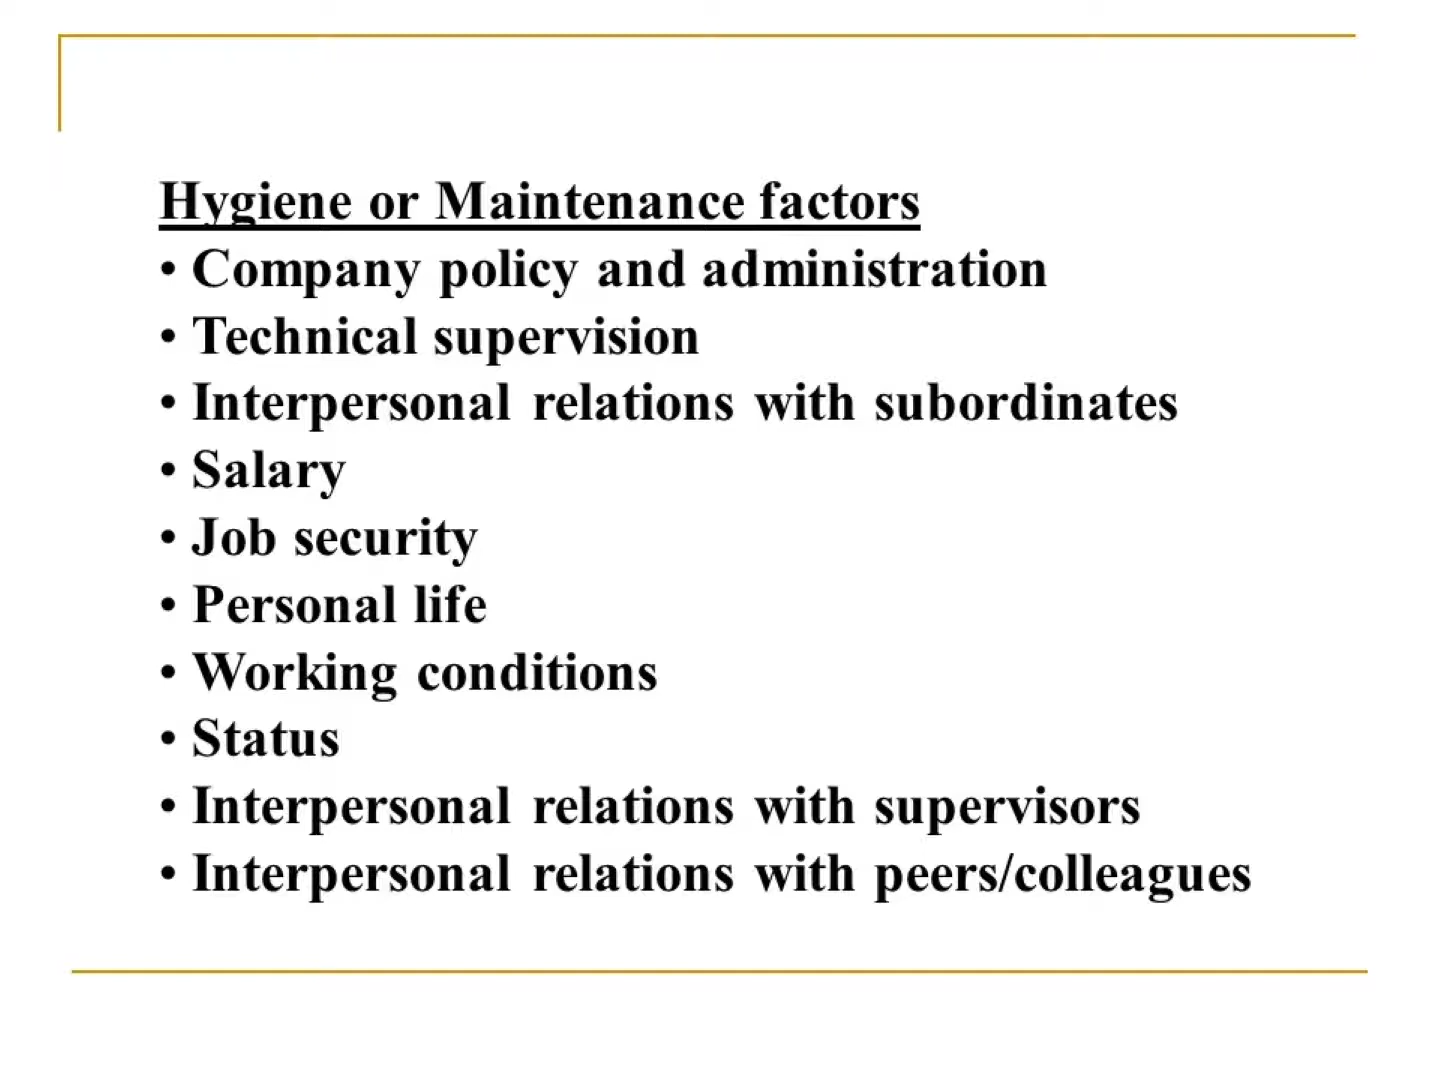 Hygiene or Maintenance factors
• Company policy and administration
• Technical supervision
• Interpersonal relations with subordinates
• Salary
• Job security
• Personal life
• Working conditions
• Status
• Interpersonal relations with supervisors
• Interpersonal relations with peers/colleagues